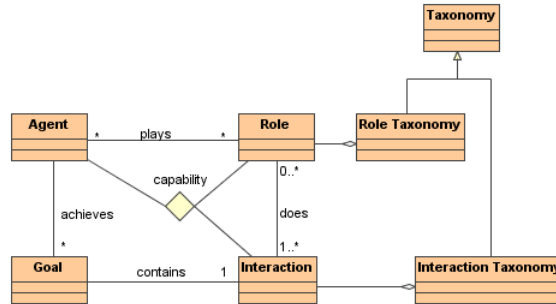 Taxonomy
Agent
* plays *
Role
Role Taxonomy
capability
0..*
achieves
does
*
1..*
Goal
contains 1
Interaction
Interaction Taxonomy